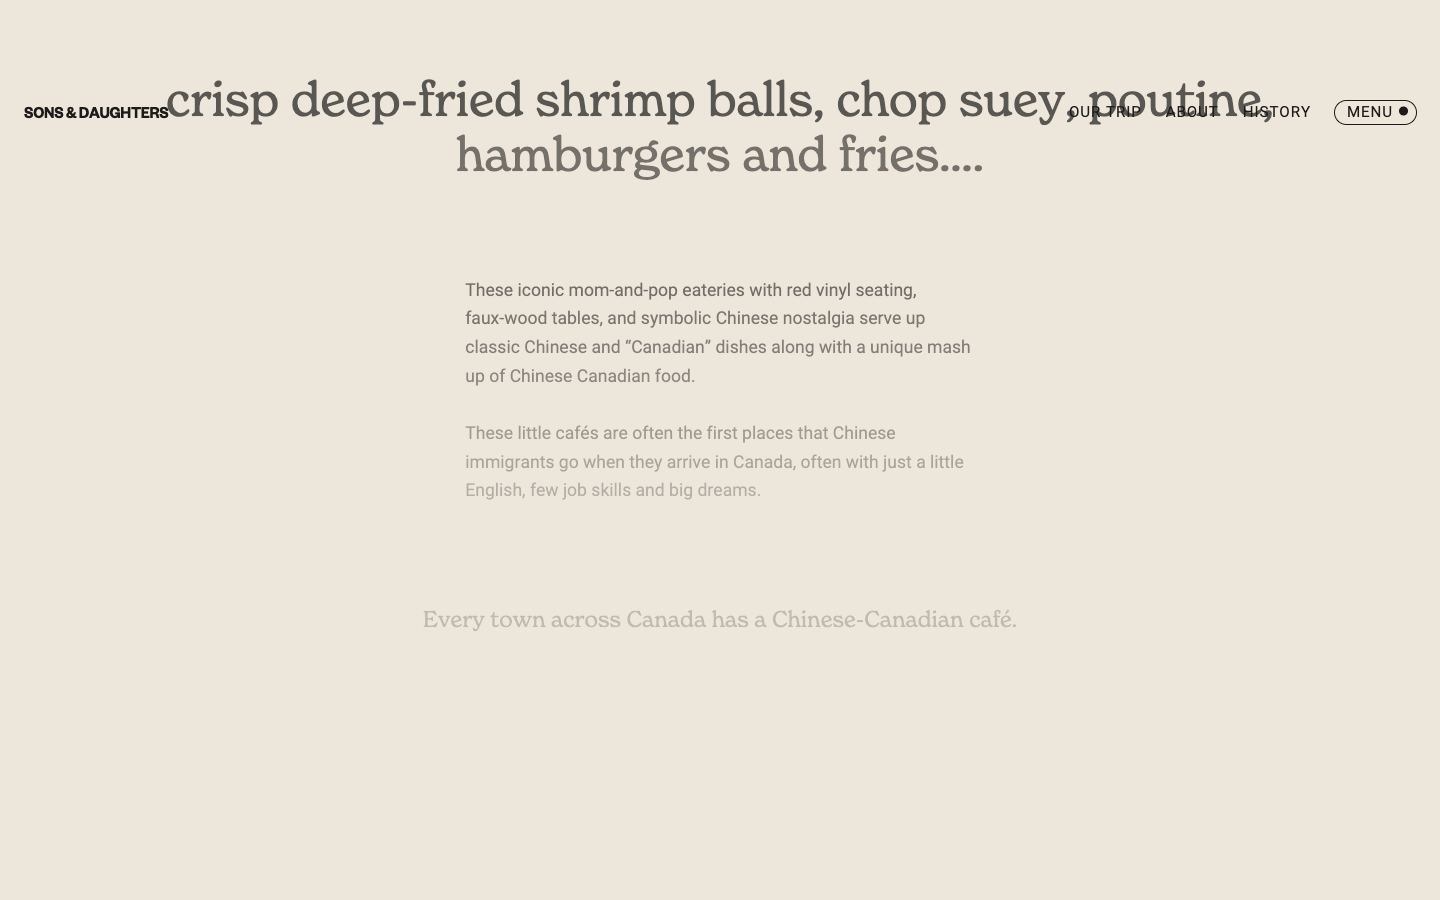 SONS & DAUGHTERS
OUR TRIP
ABOUT
HISTORY
MENU
crisp deep-fried shrimp balls, chop suey, poutine,
hamburgers and fries....
These iconic mom-and-pop eateries with red vinyl seating,
faux-wood tables, and symbolic Chinese nostalgia serve up
classic Chinese and “Canadian” dishes along with a unique mash
up of Chinese Canadian food.
These little cafés are often the first places that Chinese
immigrants go when they arrive in Canada, often with just a little
English, few job skills and big dreams.
Every town across Canada has a Chinese-Canadian café.